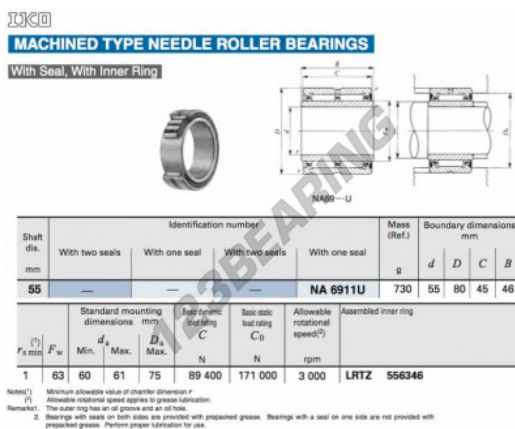 IKO
MACHINED TYPE NEEDLE ROLLER BEARINGS
With Seal, With Inner Ring
B
C
r
D
d
NA69···U
123BEARING
Shaft dia. mm
Identification number
Mass (Ref.) g
Boundary dimensions mm
With two seals
With one seal
With two seals
With one seal
d D C B
55 — — — NA 6911U 730 55 80 45 46
Standard mounting dimensions mm
Basic dynamic load rating C N
Basic static load rating C0 N
Allowable rotational speed(2) rpm
Assembled inner ring
(1) rs min Fw da Min. Max. Da Max.
1 63 60 61 75 89 400 171 000 3 000 LRTZ 556346
Notes(1) Minimum allowable value of chamfer dimension r
(2) Allowable rotational speed applies to grease lubrication.
Remarks1. The outer ring has an oil groove and an oil hole.
2. Bearings with seals on both sides are provided with prepacked grease. Bearings with a seal on one side are not provided with
prepacked grease. Perform proper lubrication for use.